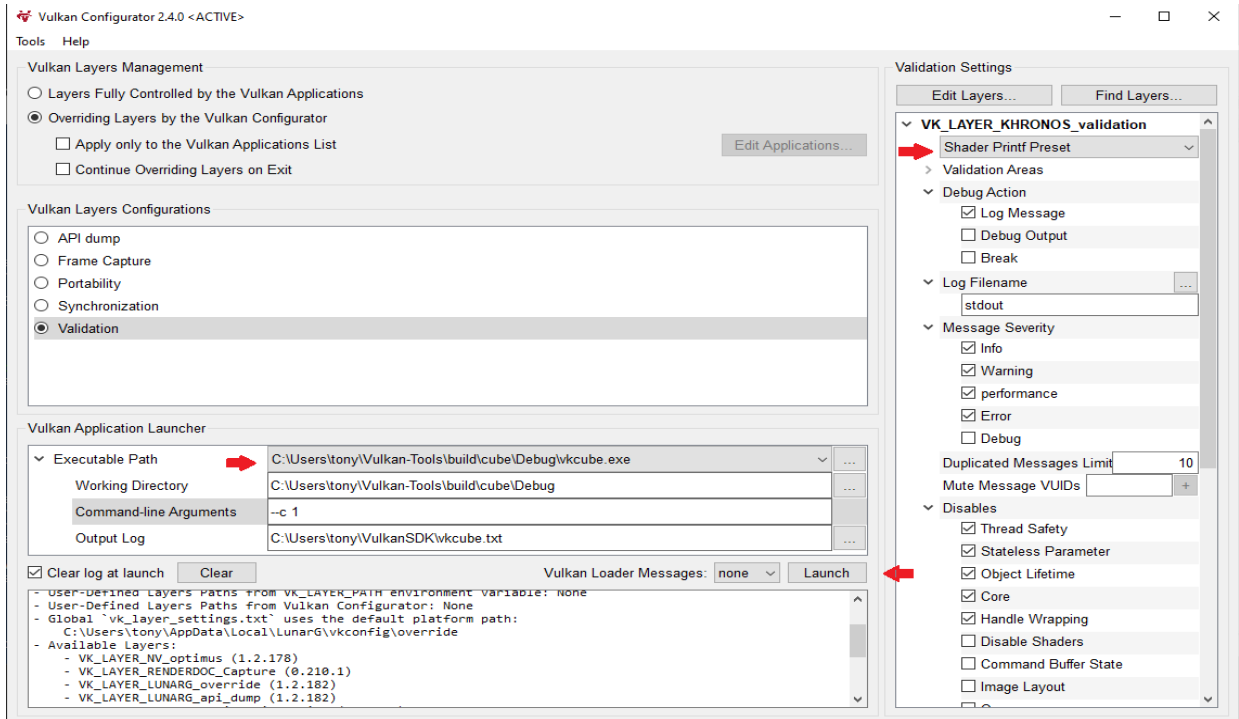 Vulkan Configurator 2.4.0 <ACTIVE>
Tools Help
Vulkan Layers Management
Layers Fully Controlled by the Vulkan Applications
Overriding Layers by the Vulkan Configurator
Apply only to the Vulkan Applications List
Edit Applications...
Continue Overriding Layers on Exit
Vulkan Layers Configurations
API dump
Frame Capture
Portability
Synchronization
Validation
Vulkan Application Launcher
Executable Path C:\Users\tony\Vulkan-Tools\build\cube\Debug\vkcube.exe ...
Working Directory C:\Users\tony\Vulkan-Tools\build\cube\Debug ...
Command-line Arguments --c 1
Output Log C:\Users\tony\VulkanSDK\vkcube.txt ...
Clear log at launch Clear Vulkan Loader Messages: none Launch
- User-Defined Layers Paths from VK_LAYER_PATH environment variable: None
- User-Defined Layers Paths from Vulkan Configurator: None
- Global `vk_layer_settings.txt` uses the default platform path:
C:\Users\tony\AppData\Local\LunarG\vkconfig\override
- Available Layers:
- VK_LAYER_NV_optimus (1.2.178)
- VK_LAYER_RENDERDOC_Capture (0.210.1)
- VK_LAYER_LUNARG_override (1.2.182)
- VK_LAYER_LUNARG_api_dump (1.2.182)
Validation Settings
Edit Layers... Find Layers...
VK_LAYER_KHRONOS_validation
Shader Printf Preset
Validation Areas
Debug Action
Log Message
Debug Output
Break
Log Filename ...
stdout
Message Severity
Info
Warning
performance
Error
Debug
Duplicated Messages Limit 10
Mute Message VUIDs +
Disables
Thread Safety
Stateless Parameter
Object Lifetime
Core
Handle Wrapping
Disable Shaders
Command Buffer State
Image Layout